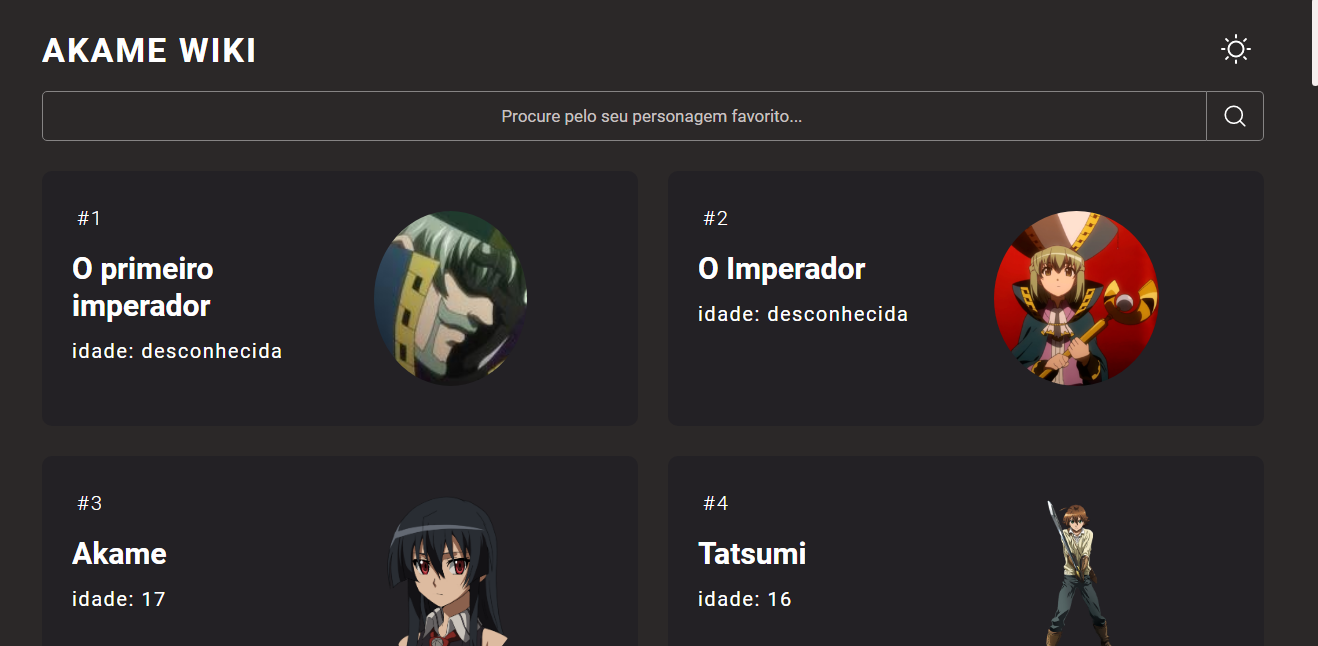 AKAME WIKI
Procure pelo seu personagem favorito...
#1
O primeiro
imperador
idade: desconhecida
#2
O Imperador
idade: desconhecida
#3
Akame
idade: 17
#4
Tatsumi
idade: 16